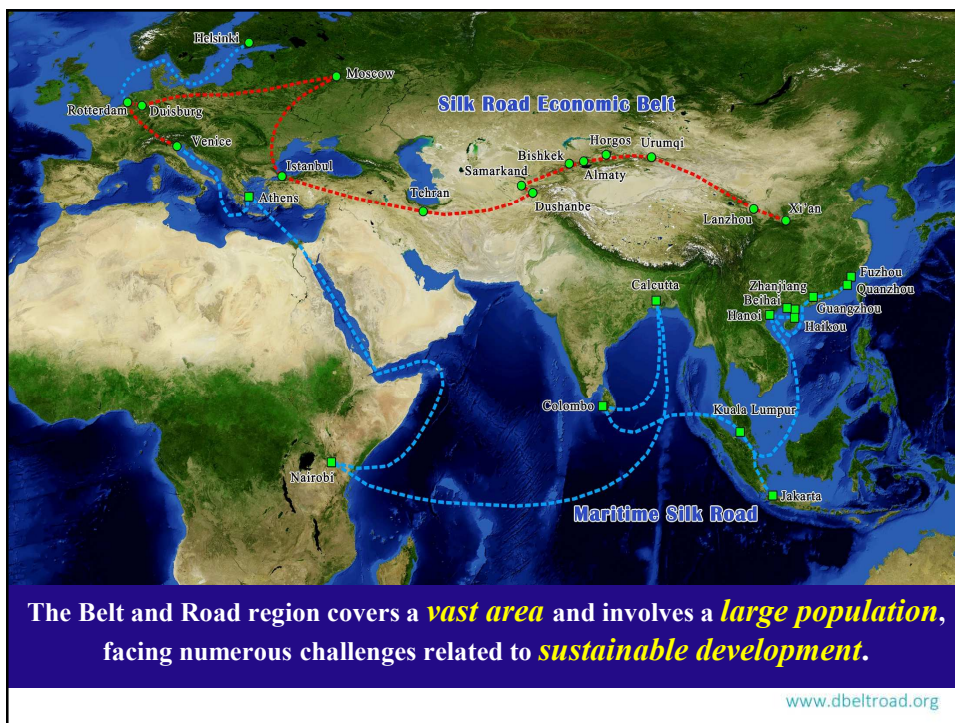 Helsinki
Moscow
Rotterdam
Duisburg
Silk Road Economic Belt
Venice
Horgos
Urumqi
Bishkek
Samarkand
Almaty
Istanbul
Tehran
Athens
Dushanbe
Lanzhou
Xi'an
Fuzhou
Calcutta
Zhanjiang
Quanzhou
Beihai
Guangzhou
Hanoi
Haikou
Colombo
Kuala Lumpur
Nairobi
Jakarta
Maritime Silk Road
The Belt and Road region covers a vast area and involves a large population,
facing numerous challenges related to sustainable development.
www.dbeltroad.org